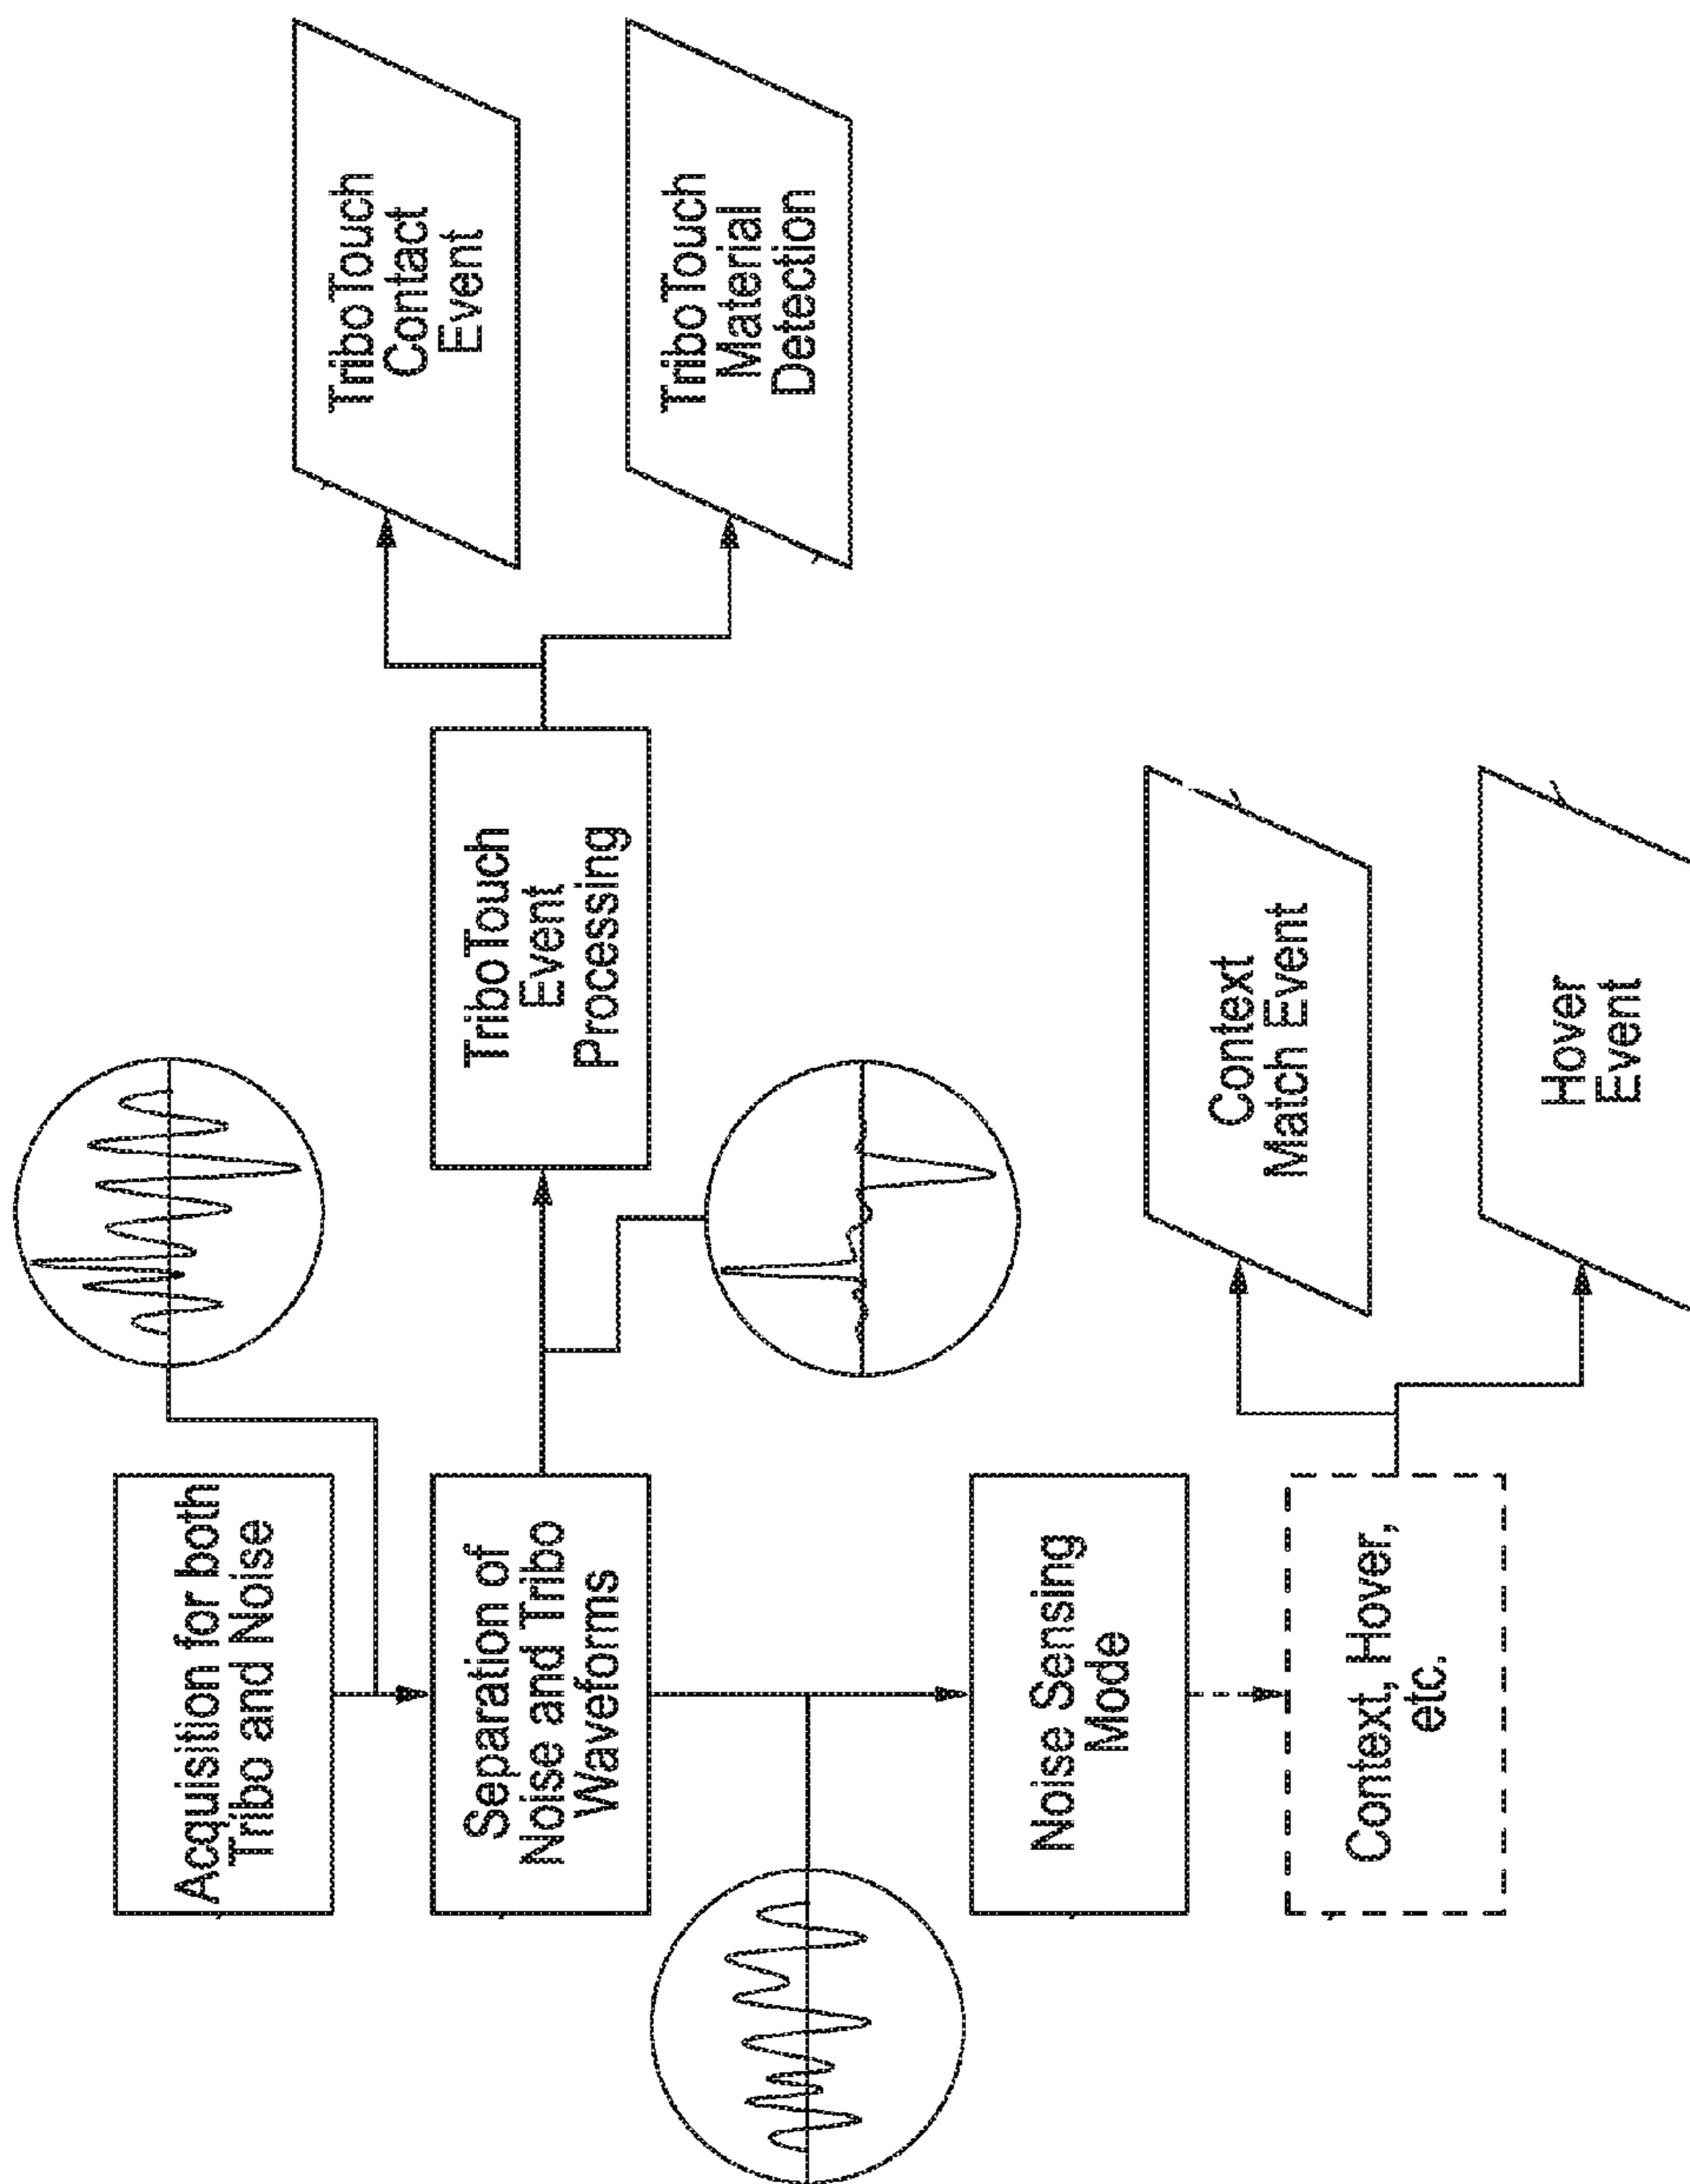 Acquisition for both
Tribo and Noise
Separation of
Noise and Tribo
Waveforms
TriboTouch
Event
Processing
TriboTouch
Contact
Event
TriboTouch
Material
Detection
Noise Sensing
Mode
Context, Hover,
etc.
Context
Match Event
Hover
Event